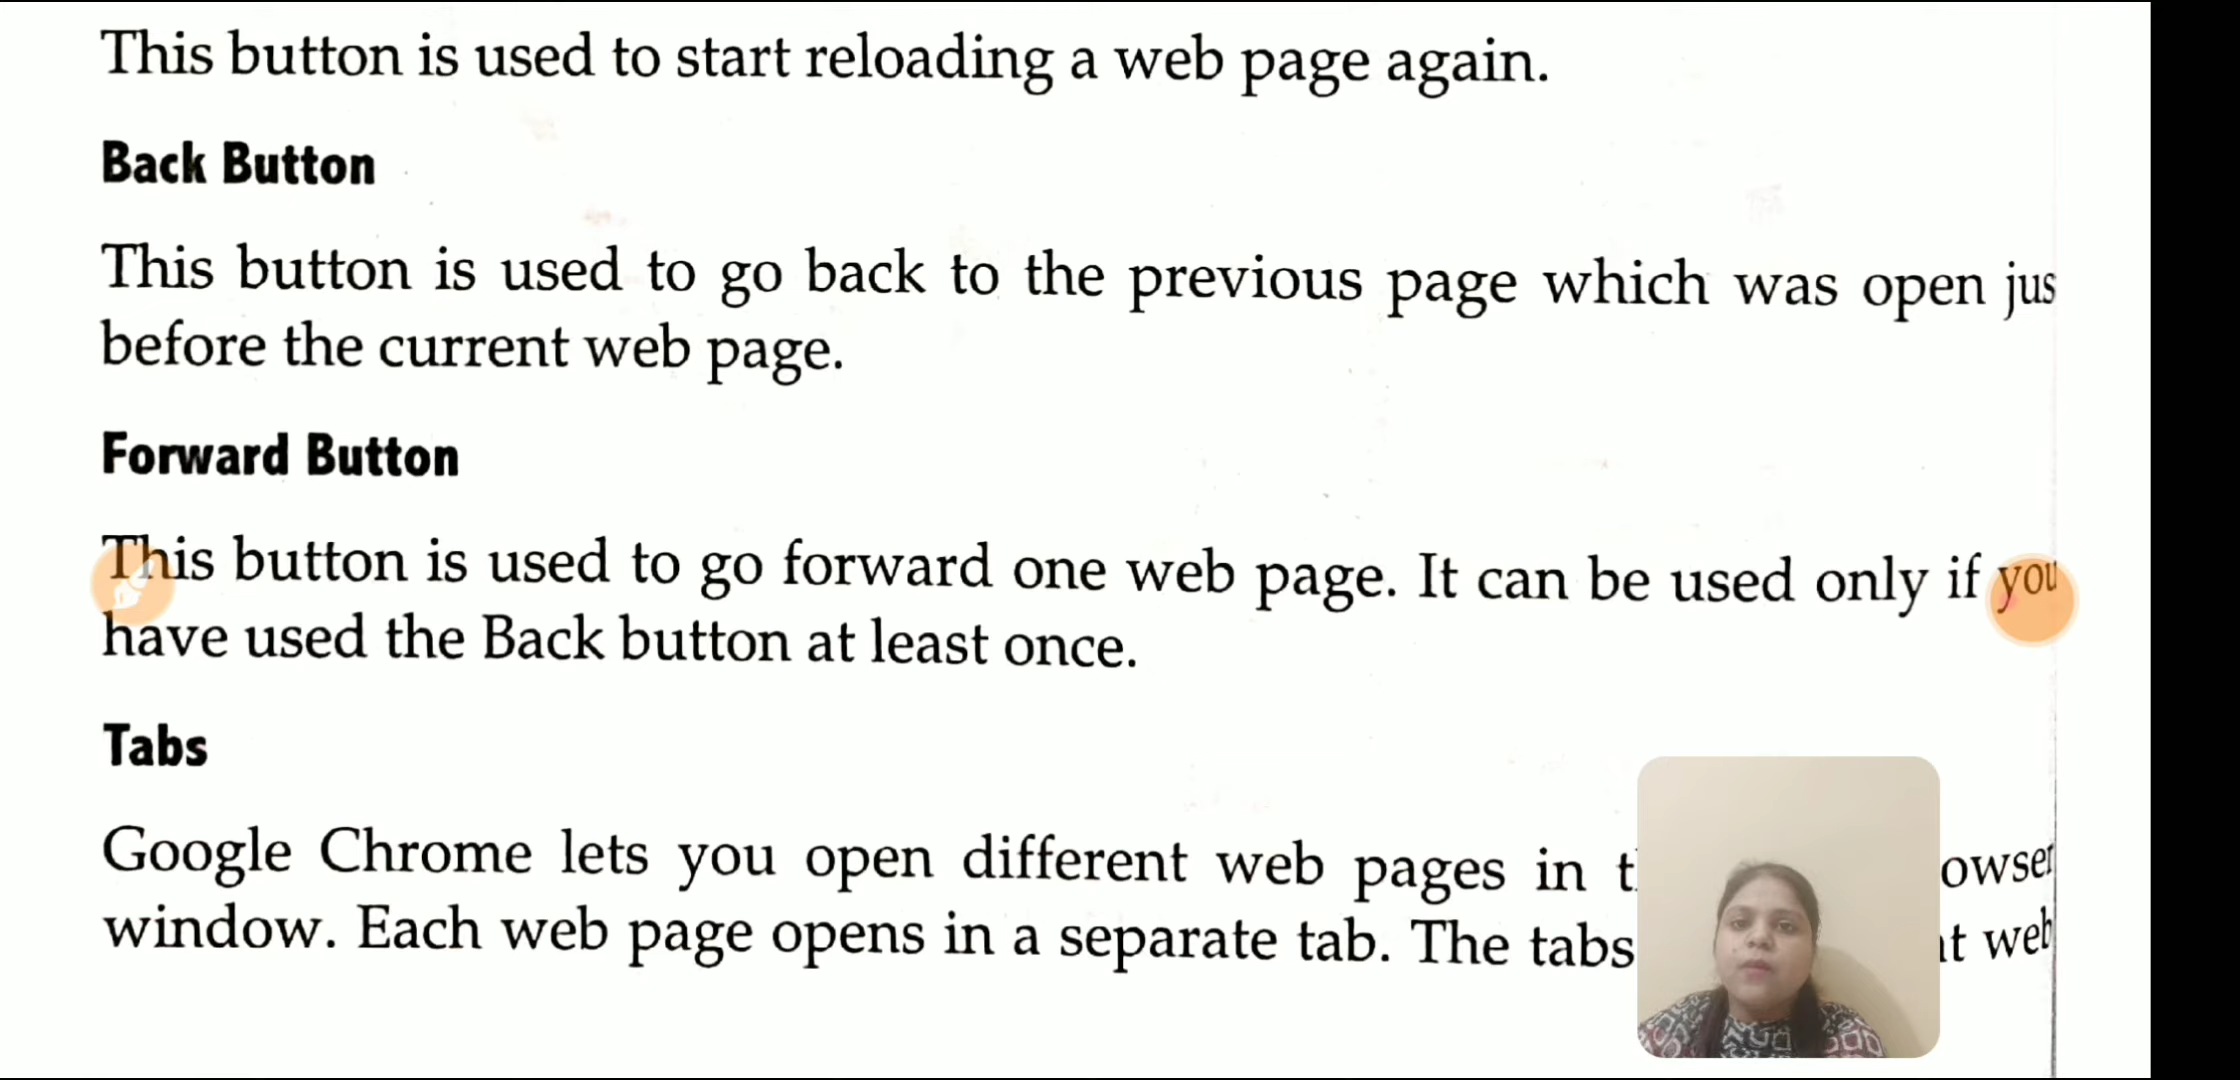 This button is used to start reloading a web page again.
Back Button
This button is used to go back to the previous page which was open jus
before the current web page.
Forward Button
This button is used to go forward one web page. It can be used only if you
have used the Back button at least once.
Tabs
Google Chrome lets you open different web pages in
window. Each web page opens in a separate tab. The tabs web